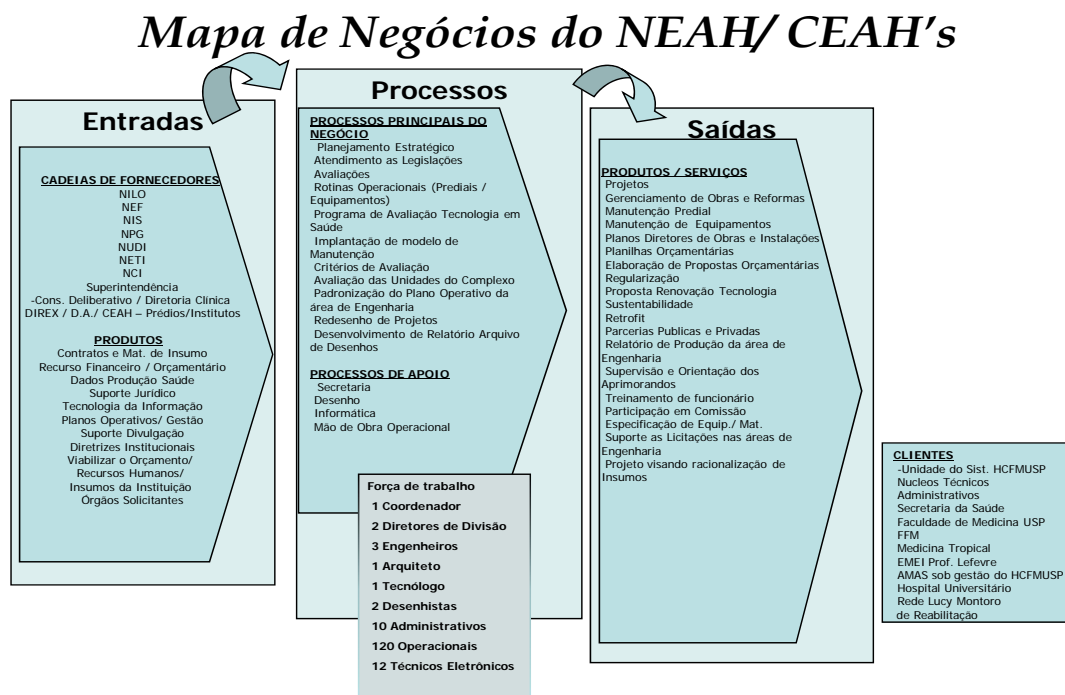 Mapa de Negócios do NEAH/ CEAH's
Entradas
CADEIAS DE FORNECEDORES
NILO
NEF
NIS
NPG
NUDI
NETI
NCI
Superintendência
-Cons. Deliberativo / Diretoria Clínica
DIREX / D.A./ CEAH – Prédios/Institutos
PRODUTOS
Contratos e Mat. de Insumo
Recurso Financeiro / Orçamentário
Dados Produção Saúde
Suporte Jurídico
Tecnologia da Informação
Planos Operativos/ Gestão
Suporte Divulgação
Diretrizes Institucionais
Viabilizar o Orçamento/
Recursos Humanos/
Insumos da Instituição
Órgãos Solicitantes
Processos
PROCESSOS PRINCIPAIS DO
NEGÓCIO
Planejamento Estratégico
Atendimento as Legislações
Avaliações
Rotinas Operacionais (Prediais /
Equipamentos)
Programa de Avaliação Tecnologia em
Saúde
Implantação de modelo de
Manutenção
Critérios de Avaliação
Avaliação das Unidades do Complexo
Padronização do Plano Operativo da
área de Engenharia
Redesenho de Projetos
Desenvolvimento de Relatório Arquivo
de Desenhos
PROCESSOS DE APOIO
Secretaria
Desenho
Informática
Mão de Obra Operacional
Força de trabalho
1 Coordenador
2 Diretores de Divisão
3 Engenheiros
1 Arquiteto
1 Tecnólogo
2 Desenhistas
10 Administrativos
120 Operacionais
12 Técnicos Eletrônicos
Saídas
PRODUTOS / SERVIÇOS
Projetos
Gerenciamento de Obras e Reformas
Manutenção Predial
Manutenção de Equipamentos
Planos Diretores de Obras e Instalações
Planilhas Orçamentárias
Elaboração de Propostas Orçamentárias
Regularização
Proposta Renovação Tecnologia
Sustentabilidade
Retrofit
Parcerias Publicas e Privadas
Relatório de Produção da área de
Engenharia
Supervisão e Orientação dos
Aprimorandos
Treinamento de funcionário
Participação em Comissão
Especificação de Equip./ Mat.
Suporte as Licitações nas áreas de
Engenharia
Projeto visando racionalização de
Insumos
CLIENTES
-Unidade do Sist. HCFMUSP
Nucleos Técnicos
Administrativos
Secretaria da Saúde
Faculdade de Medicina USP
FFM
Medicina Tropical
EMEI Prof. Lefevre
AMAS sob gestão do HCFMUSP
Hospital Universitário
Rede Lucy Montoro
de Reabilitação